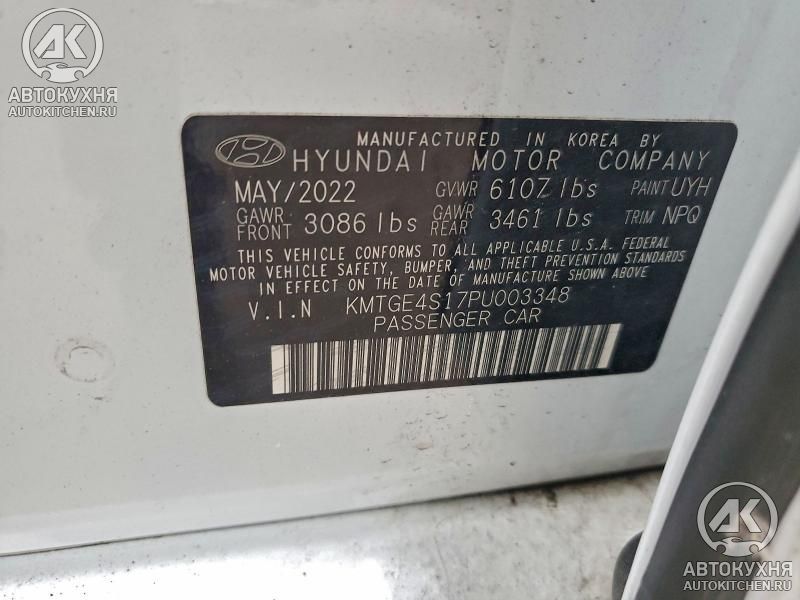 AK
АВТОКУХНЯ
AUTOKITCHEN.RU
MANUFACTURED IN KOREA BY
HYUNDAI MOTOR COMPANY
MAY/2022 GVWR 6107 lbs PAINT UYH
GAWR FRONT 3086 lbs GAWR REAR 3461 lbs TRIM NPQ
THIS VEHICLE CONFORMS TO ALL APPLICABLE U.S.A. FEDERAL
MOTOR VEHICLE SAFETY, BUMPER, AND THEFT PREVENTION STANDARDS
IN EFFECT ON THE DATE OF MANUFACTURE SHOWN ABOVE
V.I.N KMTGE4S17PU003348
PASSENGER CAR
AK
АВТОКУХНЯ
AUTOKITCHEN.RU